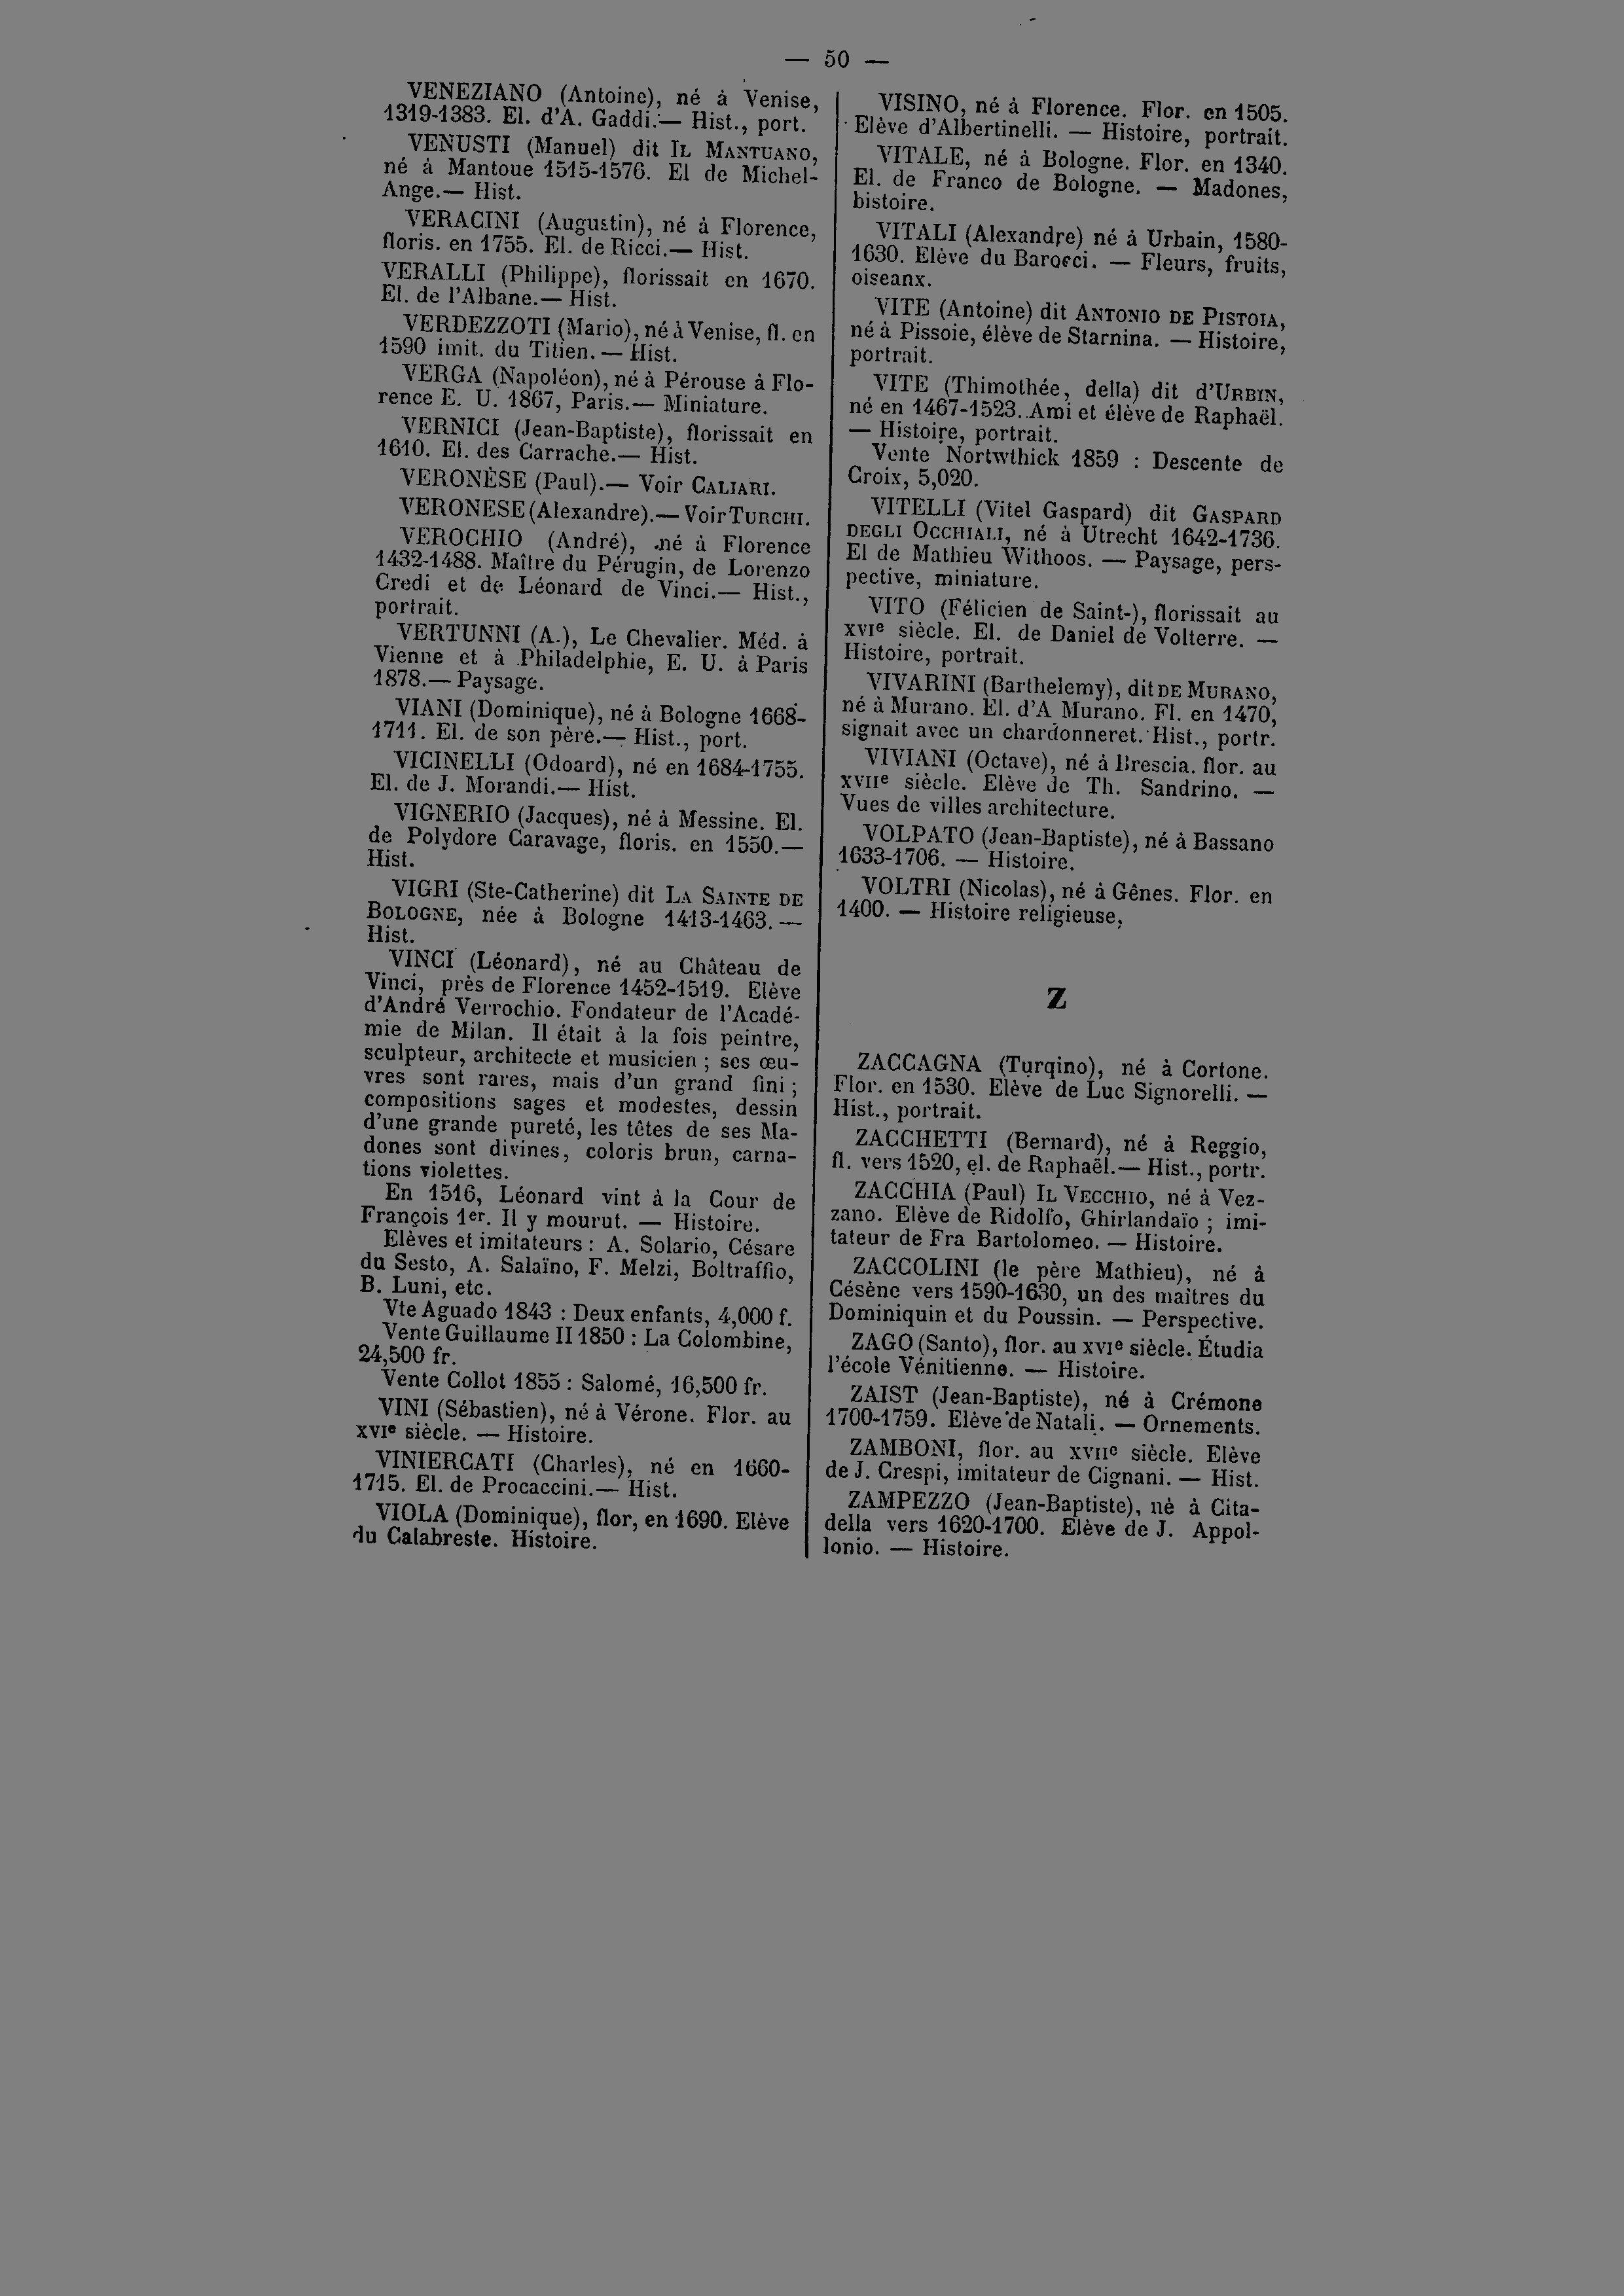 — 50 —
VENEZIANO (Antoine), né à Venise,
1319-1383. El. d'A. Gaddi.— Hist., port.
VENUSTI (Manuel) dit IL MANTUANO,
né à Mantoue 1515-1576. El de Michel-
Ange.— Hist.
VERACINI (Augustin), né à Florence,
floris. en 1755. El. de Ricci.— Hist.
VERALLI (Philippe), florissait en 1670.
El. de l'Albane.— Hist.
VERDEZZOTI (Mario), né à Venise, fl. en
1590 imit. du Titien. — Hist.
VERGA (Napoléon), né à Pérouse à Flo-
rence E. U. 1867, Paris.— Miniature.
VERNICI (Jean-Baptiste), florissait en
1610. El. des Carrache.— Hist.
VERONÈSE (Paul).— Voir CALIARI.
VERONESE (Alexandre).— Voir TURCHI.
VEROCHIO (André), né à Florence
1432-1488. Maître du Pérugin, de Lorenzo
Credi et de Léonard de Vinci.— Hist.,
portrait.
VERTUNNI (A.), Le Chevalier. Méd. à
Vienne et à Philadelphie, E. U. à Paris
1878.— Paysage.
VIANI (Dominique), né à Bologne 1668-
1711. El. de son père.— Hist., port.
VICINELLI (Odoard), né en 1684-1755.
El. de J. Morandi.— Hist.
VIGNERIO (Jacques), né à Messine. El.
de Polydore Caravage, floris. en 1550.—
Hist.
VIGRI (Ste-Catherine) dit LA SAINTE DE
BOLOGNE, née à Bologne 1413-1463. —
Hist.
VINCI (Léonard), né au Château de
Vinci, près de Florence 1452-1519. Elève
d'André Verrochio. Fondateur de l'Acadé-
mie de Milan. Il était à la fois peintre,
sculpteur, architecte et musicien ; ses œu-
vres sont rares, mais d'un grand fini ;
compositions sages et modestes, dessin
d'une grande pureté, les têtes de ses Ma-
dones sont divines, coloris brun, carna-
tions violettes.
En 1516, Léonard vint à la Cour de
François 1er. Il y mourut. — Histoire.
Elèves et imitateurs : A. Solario, Césare
du Sesto, A. Salaïno, F. Melzi, Boltraffio,
B. Luni, etc.
Vte Aguado 1843 : Deux enfants, 4,000 f.
Vente Guillaume II 1850 : La Colombine,
24,500 fr.
Vente Collot 1855 : Salomé, 16,500 fr.
VINI (Sébastien), né à Vérone. Flor. au
XVIe siècle. — Histoire.
VINIERCATI (Charles), né en 1660-
1715. El. de Procaccini.— Hist.
VIOLA (Dominique), flor, en 1690. Elève
du Calabreste. Histoire.
VISINO, né à Florence. Flor. en 1505.
Elève d'Albertinelli. — Histoire, portrait.
VITALE, né à Bologne. Flor. en 1340.
El. de Franco de Bologne. — Madones,
bistoire.
VITALI (Alexandre) né à Urbain, 1580-
1630. Elève du Barocci. — Fleurs, fruits,
oiseanx.
VITE (Antoine) dit ANTONIO DE PISTOIA,
né à Pissoie, élève de Starnina. — Histoire,
portrait.
VITE (Thimothée, della) dit d'URBIN,
né en 1467-1523. Ami et élève de Raphaël.
— Histoire, portrait.
Vente Nortwthick 1859 : Descente de
Croix, 5,020.
VITELLI (Vitel Gaspard) dit GASPARD
DEGLI OCCHIALI, né à Utrecht 1642-1736.
El de Mathieu Withoos. — Paysage, pers-
pective, miniature.
VITO (Félicien de Saint-), florissait au
XVIe siècle. El. de Daniel de Volterre. —
Histoire, portrait.
VIVARINI (Barthelemy), dit DE MURANO,
né à Murano. El. d'A Murano. Fl. en 1470,
signait avec un chardonneret. Hist., portr.
VIVIANI (Octave), né à Brescia. flor. au
XVIIe siècle. Elève de Th. Sandrino. —
Vues de villes architecture.
VOLPATO (Jean-Baptiste), né à Bassano
1633-1706. — Histoire.
VOLTRI (Nicolas), né à Gênes. Flor. en
1400. — Histoire religieuse,
Z
ZACCAGNA (Turqino), né à Cortone.
Flor. en 1530. Elève de Luc Signorelli. —
Hist., portrait.
ZACCHETTI (Bernard), né à Reggio,
fl. vers 1520, el. de Raphaël.— Hist., portr.
ZACCHIA (Paul) IL VECCHIO, né à Vez-
zano. Elève de Ridolfo, Ghirlandaïo ; imi-
tateur de Fra Bartolomeo. — Histoire.
ZACCOLINI (le père Mathieu), né à
Césène vers 1590-1630, un des maîtres du
Dominiquin et du Poussin. — Perspective.
ZAGO (Santo), flor. au XVIe siècle. Étudia
l'école Vénitienne. — Histoire.
ZAIST (Jean-Baptiste), né à Crémone
1700-1759. Elève de Natali. — Ornements.
ZAMBONI, flor. au XVIIe siècle. Elève
de J. Crespi, imitateur de Cignani. — Hist.
ZAMPEZZO (Jean-Baptiste), nè à Cita-
della vers 1620-1700. Elève de J. Appol-
lonio. — Histoire.